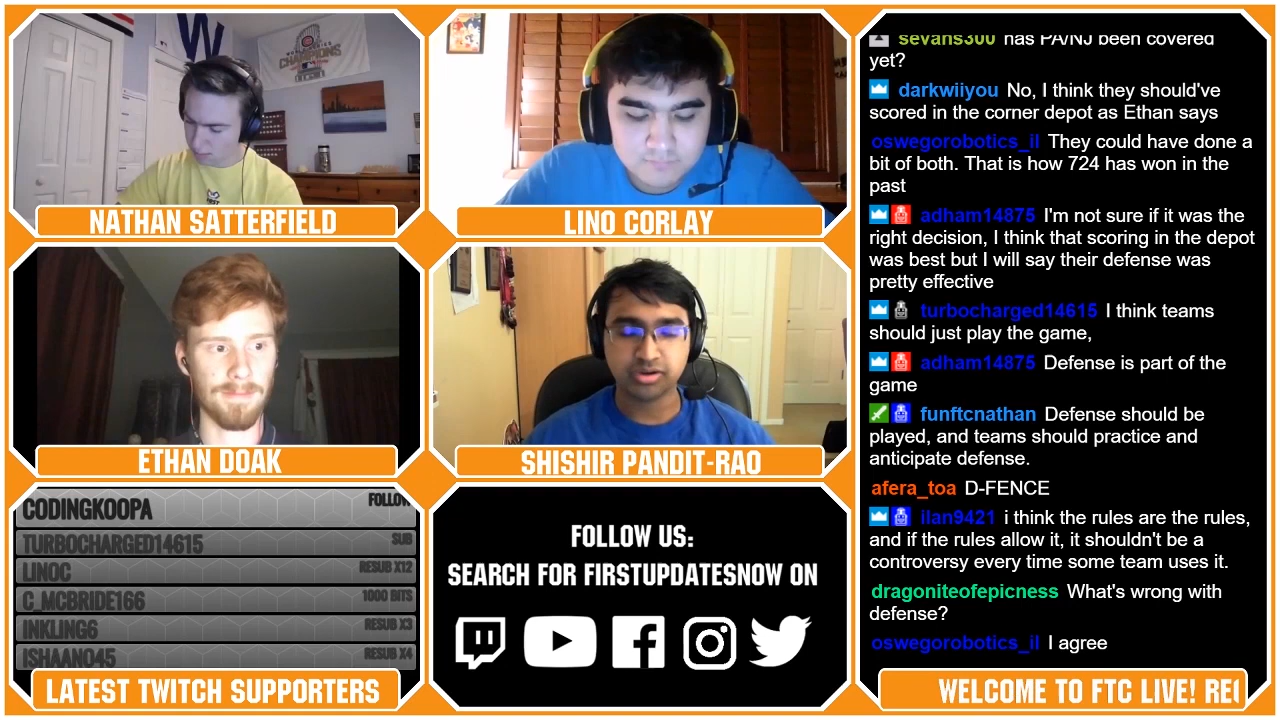 W
CHAMPIONS
NATHAN SATTERFIELD
LINO CORLAY
ETHAN DOAK
SHISHIR PANDIT-RAO
CODINGKOOPA FOLLOW
TURBOCHARGED14615 SUB
LINOC RESUB X12
C_MCBRIDE166 1000 BITS
INKLING6 RESUB X3
ISHAAN045 RESUB X4
LATEST TWITCH SUPPORTERS
FOLLOW US:
SEARCH FOR FIRSTUPDATESNOW ON
sevans300 has PA/NJ been covered
yet?
darkwiiyou No, I think they should've
scored in the corner depot as Ethan says
oswegorobotics_il They could have done a
bit of both. That is how 724 has won in the
past
adham14875 I'm not sure if it was the
right decision, I think that scoring in the depot
was best but I will say their defense was
pretty effective
turbocharged14615 I think teams
should just play the game,
adham14875 Defense is part of the
game
funftcnathan Defense should be
played, and teams should practice and
anticipate defense.
afera_toa D-FENCE
ilan9421 i think the rules are the rules,
and if the rules allow it, it shouldn't be a
controversy every time some team uses it.
dragoniteofepicness What's wrong with
defense?
oswegorobotics_il I agree
WELCOME TO FTC LIVE!